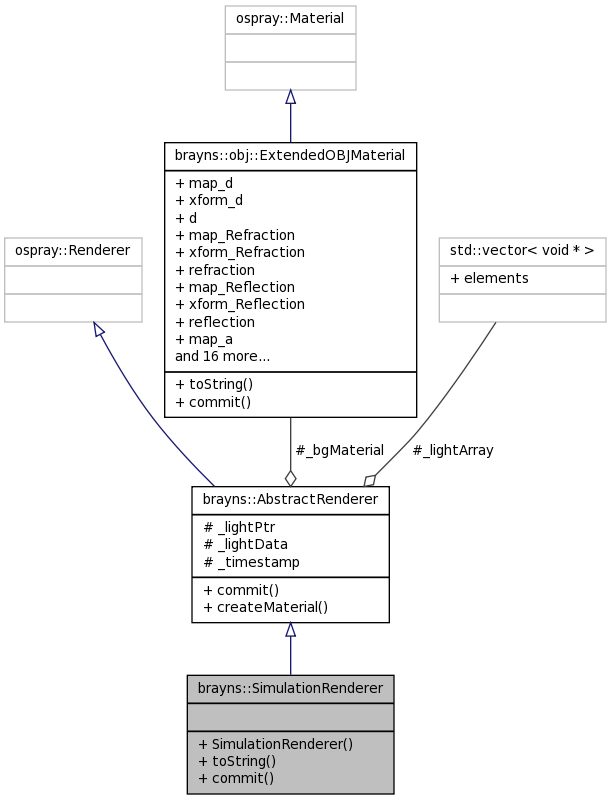 ospray::Material
brayns::obj::ExtendedOBJMaterial
+ map_d
+ xform_d
+ d
+ map_Refraction
+ xform_Refraction
+ refraction
+ map_Reflection
+ xform_Reflection
+ reflection
+ map_a
and 16 more...
+ toString()
+ commit()
ospray::Renderer
std::vector< void * >
+ elements
#_bgMaterial
#_lightArray
brayns::AbstractRenderer
# _lightPtr
# _lightData
# _timestamp
+ commit()
+ createMaterial()
brayns::SimulationRenderer
+ SimulationRenderer()
+ toString()
+ commit()